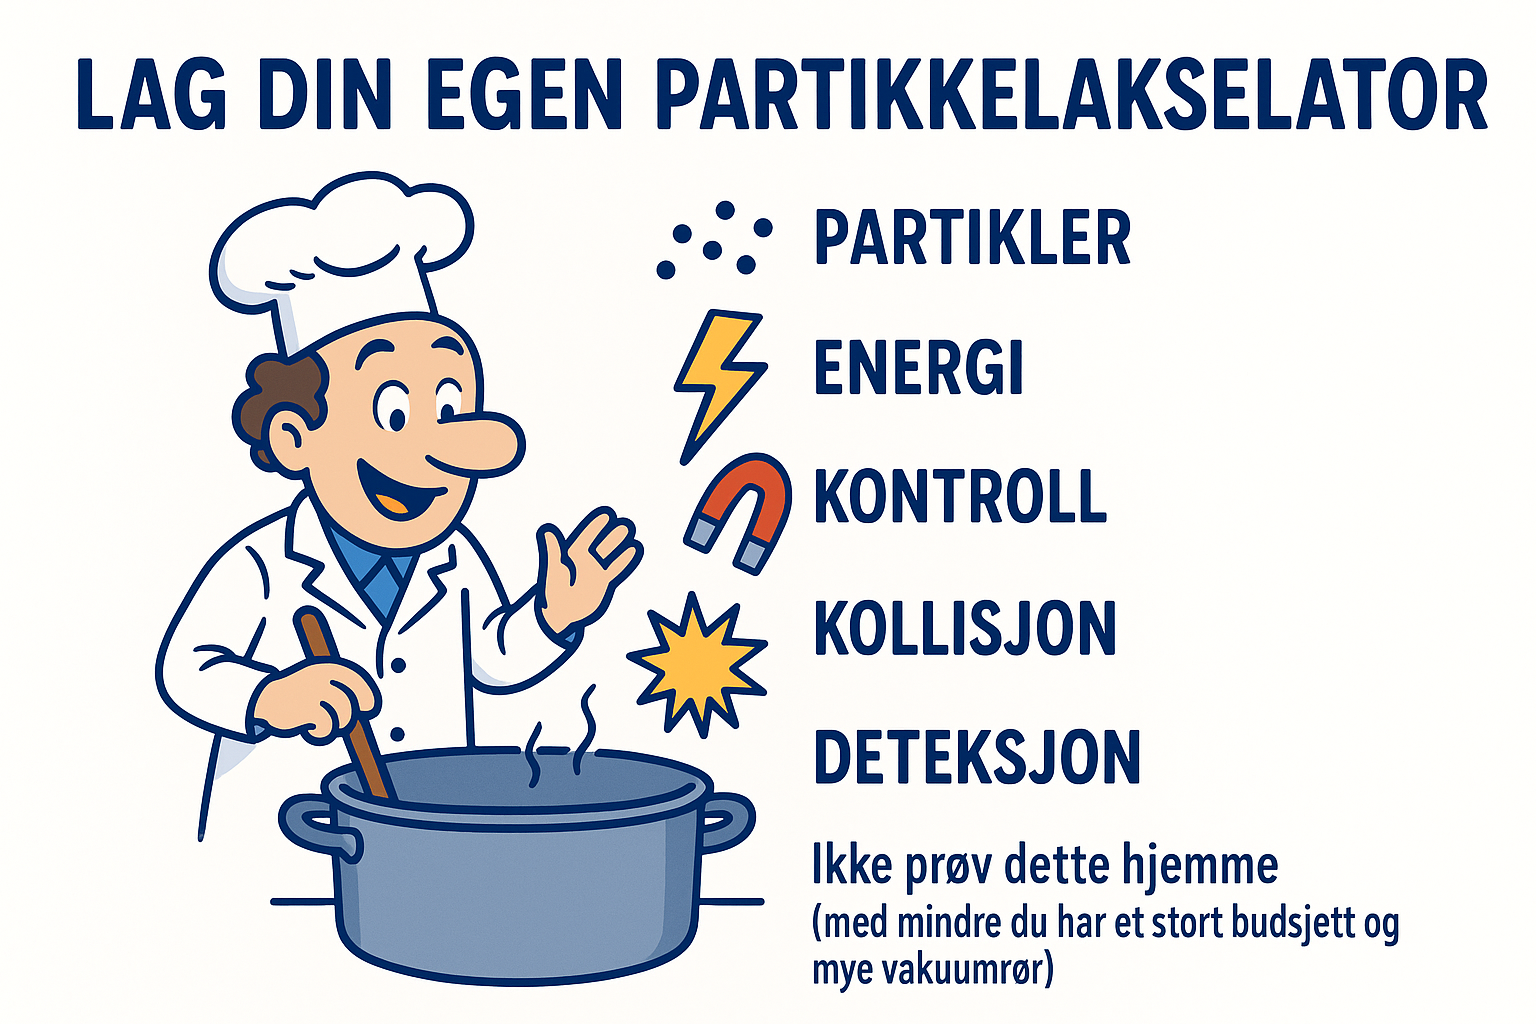 LAG DIN EGEN PARTIKKELAKSELATOR
PARTIKLER
ENERGI
KONTROLL
KOLLISJON
DETEKSJON
Ikke prøv dette hjemme
(med mindre du har et stort budsjett og
mye vakuumrør)